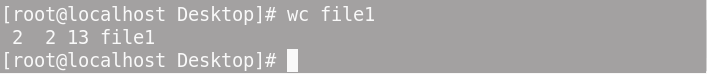 [root@localhost Desktop]# wc file1
 2  2 13 file1
[root@localhost Desktop]#